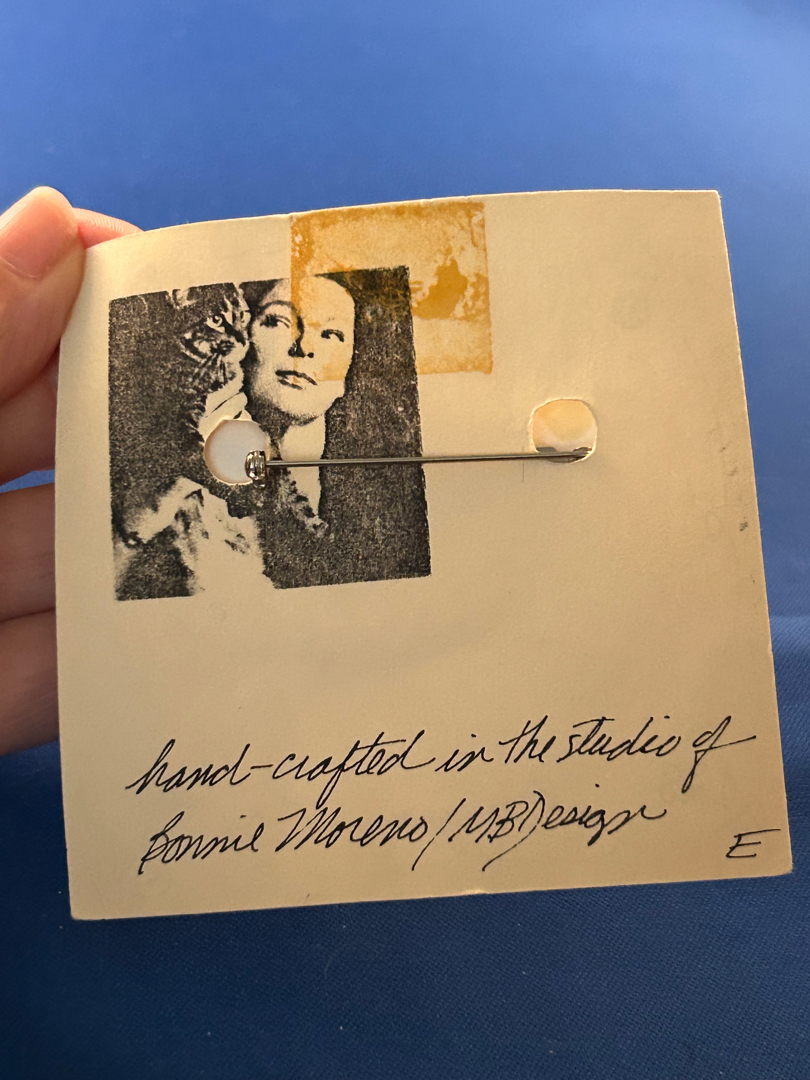 hand-crafted in the studio of
Bonnie Moreno/MB Design
E